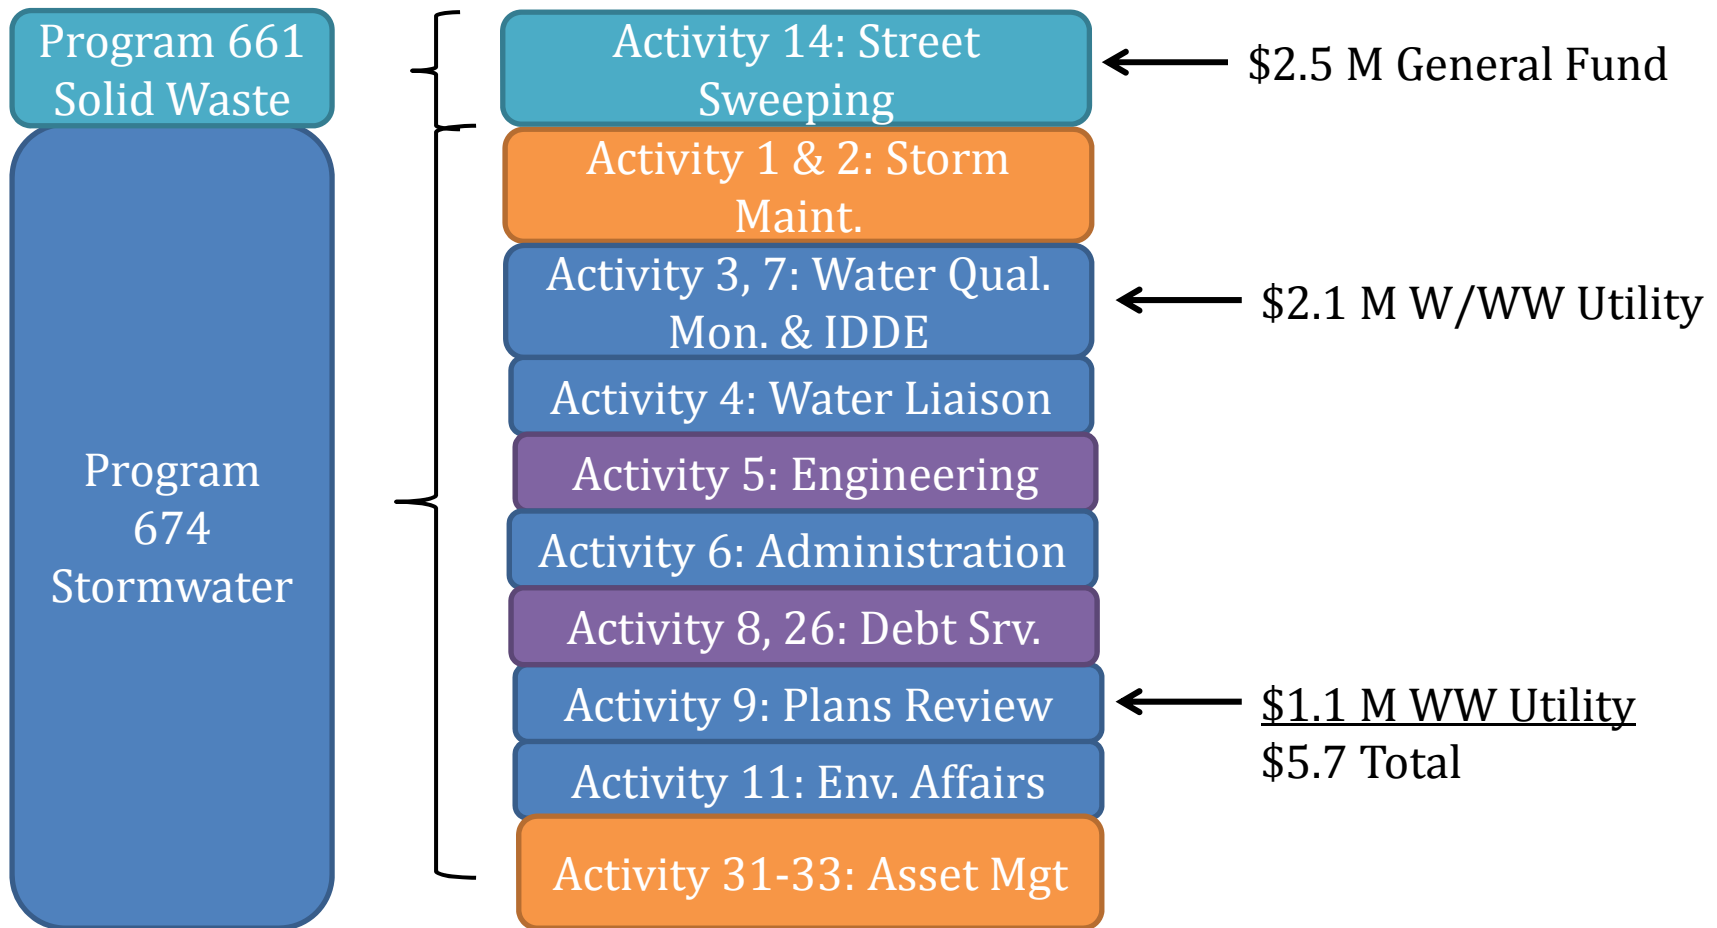 Program 661
Solid Waste
Program
674
Stormwater
Activity 14: Street
Sweeping
Activity 1 & 2: Storm
Maint.
Activity 3, 7: Water Qual.
Mon. & IDDE
Activity 4: Water Liaison
Activity 5: Engineering
Activity 6: Administration
Activity 8, 26: Debt Srv.
Activity 9: Plans Review
Activity 11: Env. Affairs
Activity 31-33: Asset Mgt
$2.5 M General Fund
$2.1 M W/WW Utility
$1.1 M WW Utility
$5.7 Total